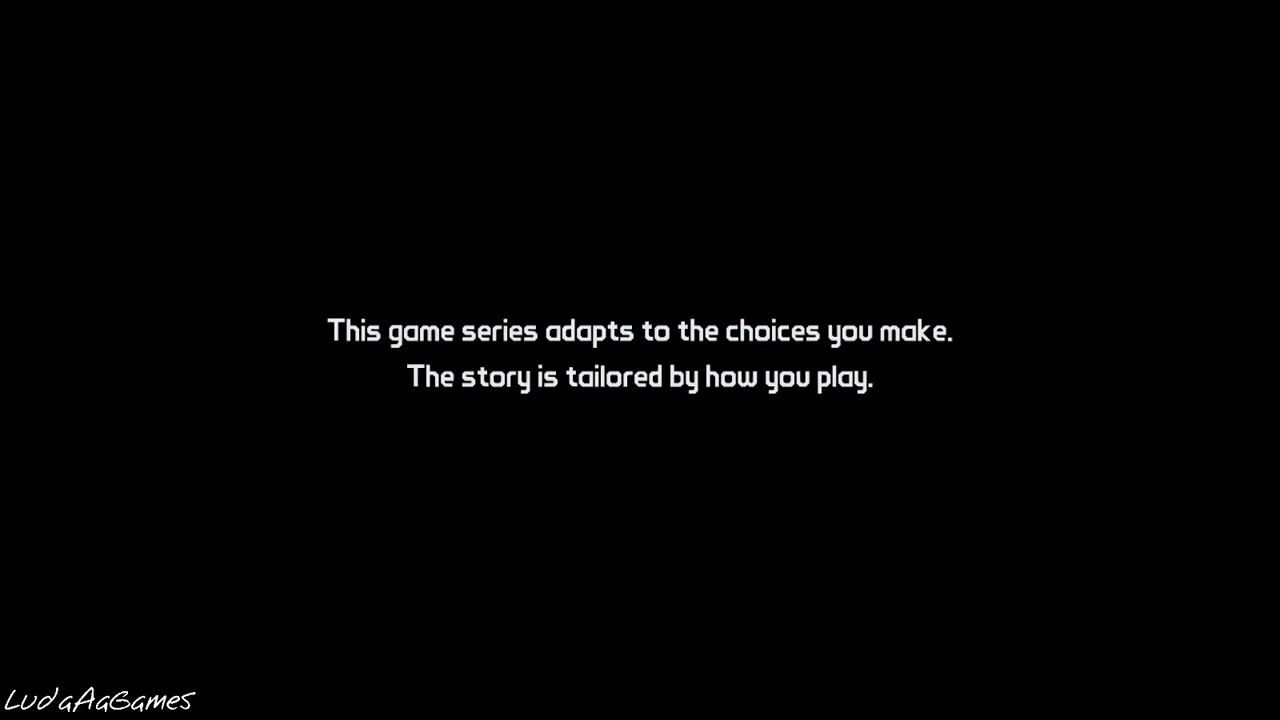 This game series adapts to the choices you make.
The story is tailored by how you play.
LudaAaGames